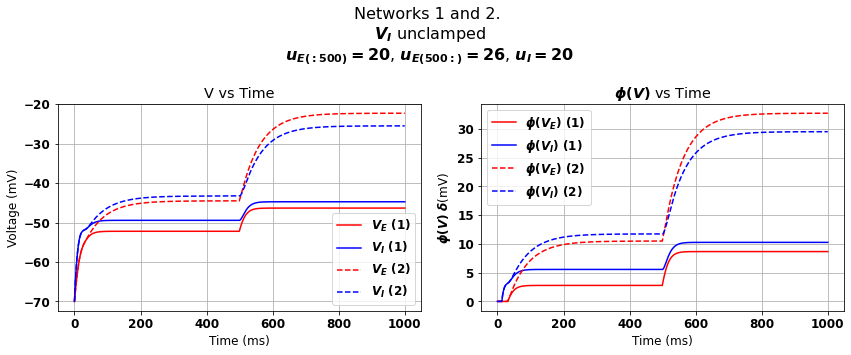 Networks 1 and 2.
V_I unclamped
u_E(:500) = 20, u_E(500:) = 26, u_I = 20
V vs Time
Voltage (mV)
−20
−30
−40
−50
−60
−70
V_E (1)
V_I (1)
V_E (2)
V_I (2)
0 200 400 600 800 1000
Time (ms)
ϕ(V) vs Time
ϕ(V) δ(mV)
30
25
20
15
10
5
0
ϕ(V_E) (1)
ϕ(V_I) (1)
ϕ(V_E) (2)
ϕ(V_I) (2)
0 200 400 600 800 1000
Time (ms)